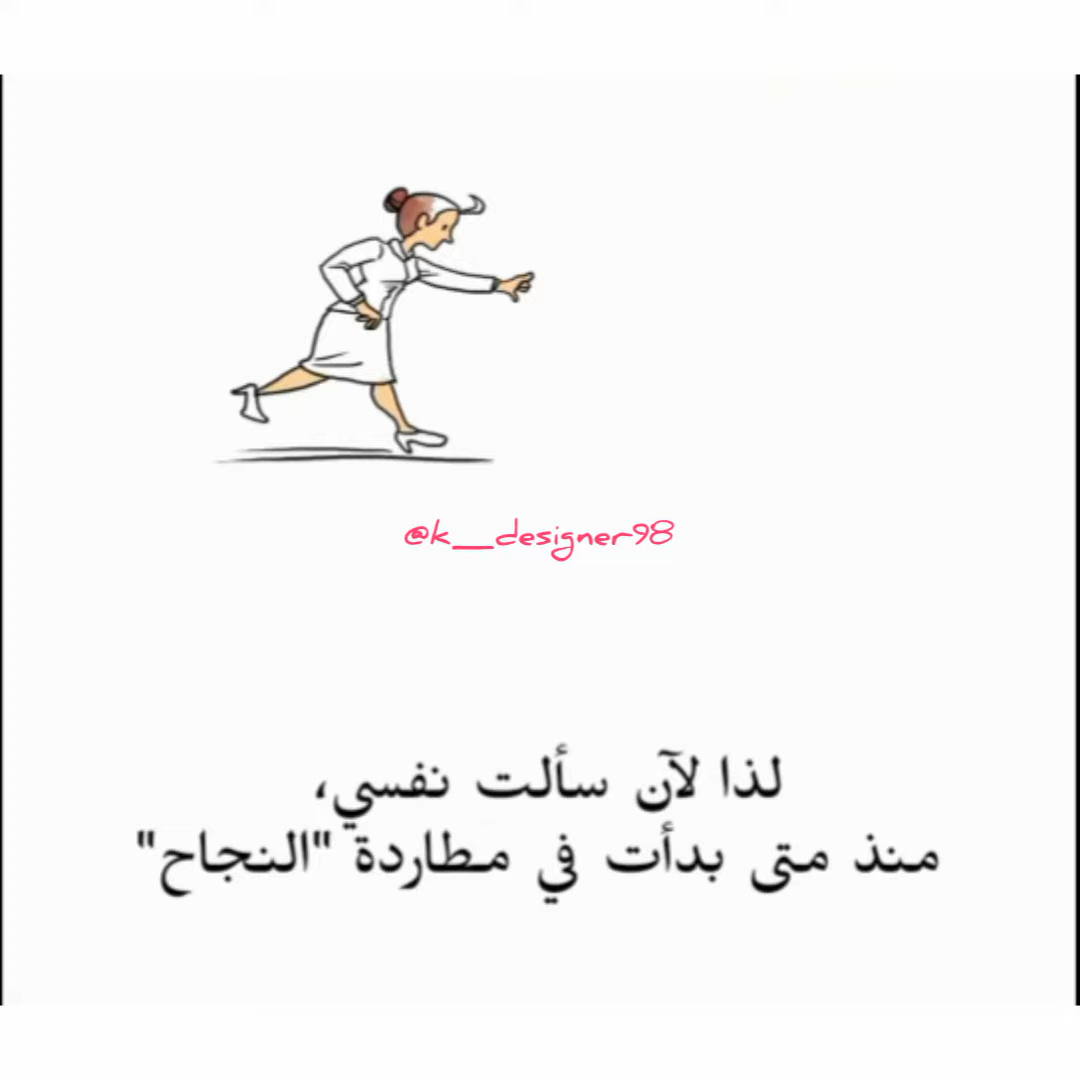 @k__designer98
لذا لآن سألت نفسي،
منذ متى بدأت في مطاردة "النجاح"